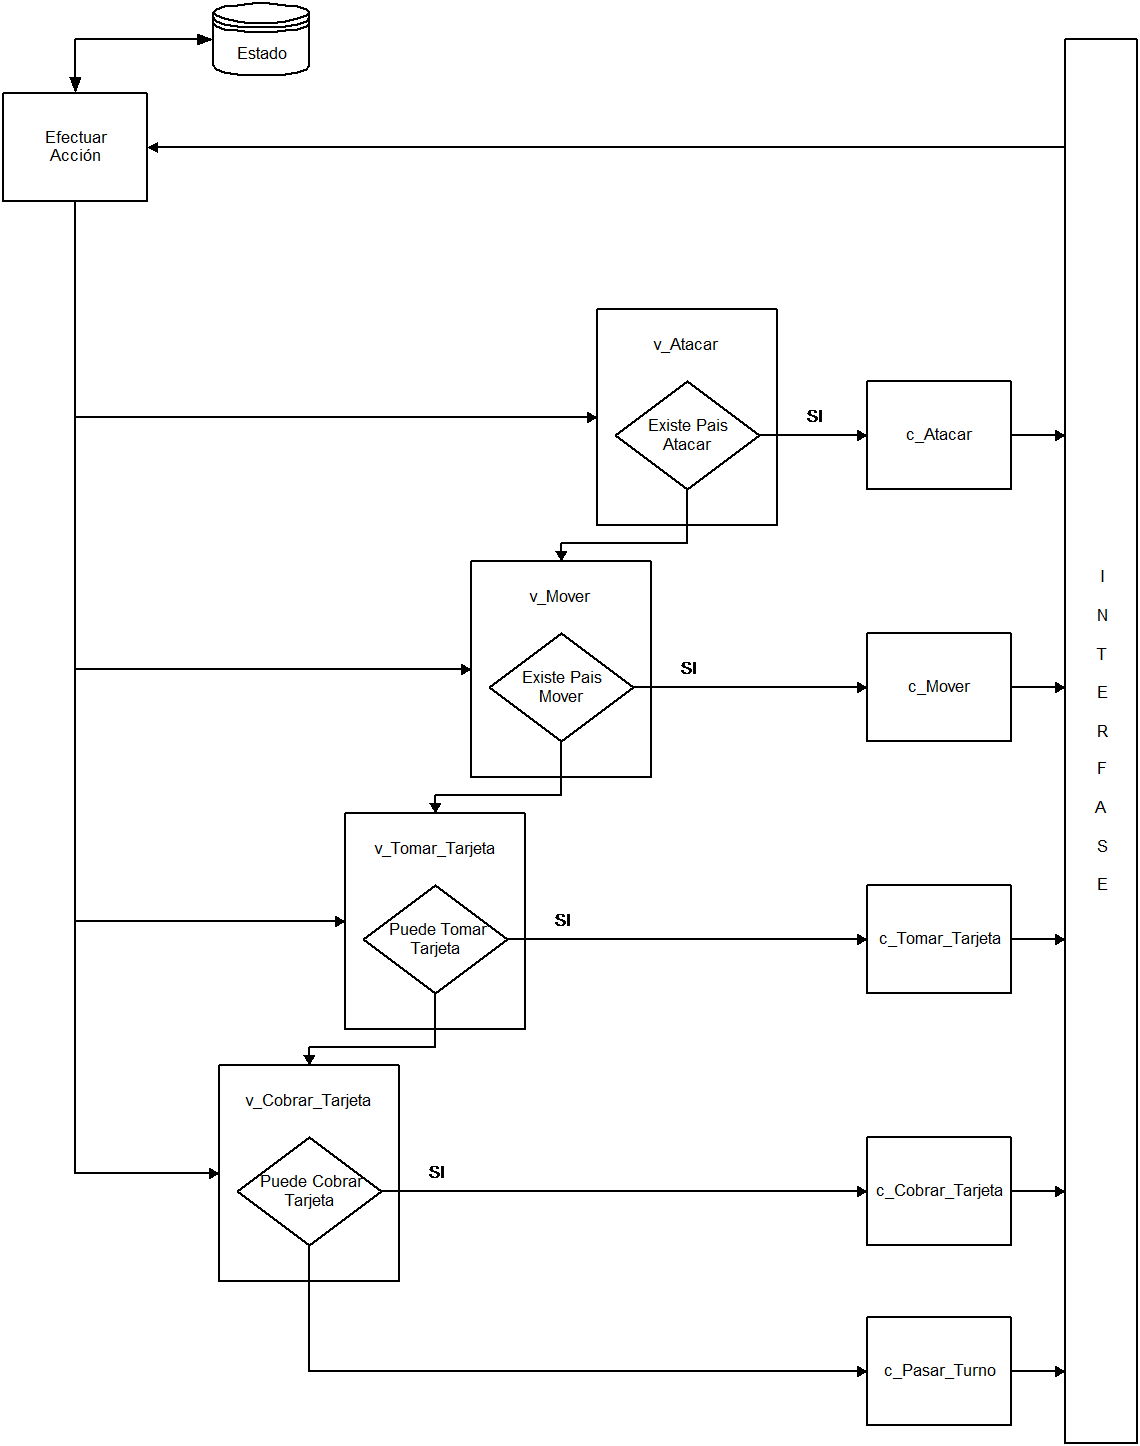 Estado
Efectuar
Acción
v_Atacar
Existe Pais
Atacar
SI
c_Atacar
v_Mover
Existe Pais
Mover
SI
c_Mover
v_Tomar_Tarjeta
Puede Tomar
Tarjeta
SI
c_Tomar_Tarjeta
v_Cobrar_Tarjeta
Puede Cobrar
Tarjeta
SI
c_Cobrar_Tarjeta
c_Pasar_Turno
I
N
T
E
R
F
A
S
E